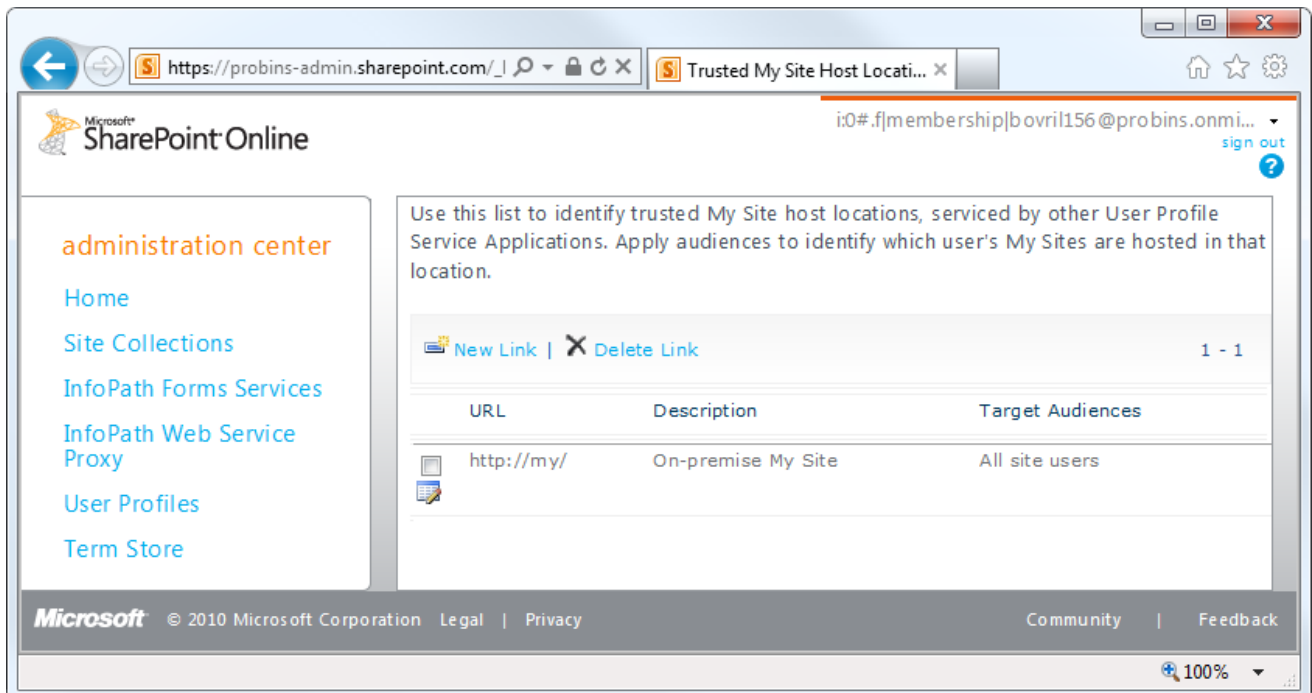 https://probins-admin.sharepoint.com/_
Trusted My Site Host Locati...
Microsoft
SharePoint Online
i:0#.f|membership|bovril156@probins.onmi...
sign out
administration center
Home
Site Collections
InfoPath Forms Services
InfoPath Web Service
Proxy
User Profiles
Term Store
Use this list to identify trusted My Site host locations, serviced by other User Profile
Service Applications. Apply audiences to identify which user's My Sites are hosted in that
location.
New Link | Delete Link
1 - 1
URL Description Target Audiences
http://my/ On-premise My Site All site users
Microsoft © 2010 Microsoft Corporation Legal | Privacy
Community | Feedback
100%